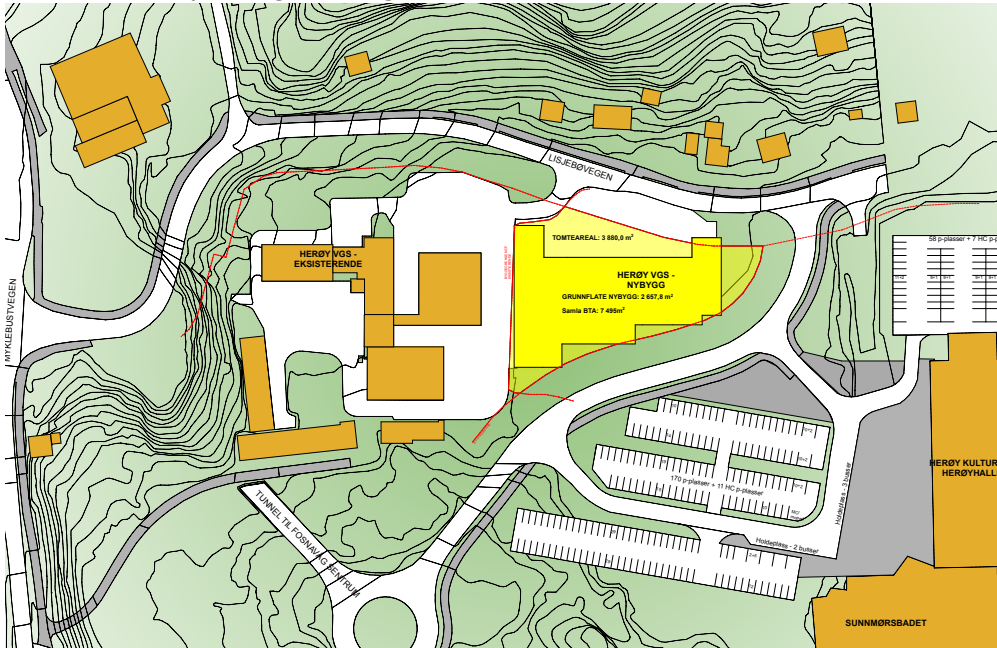 LISJEBØVEGEN
TOMTEAREAL: 3 880,0 m²
58 p-plasser + 7 HC p-p
HERØY VGS -
EKSISTERENDE
HERØY VGS -
NYBYGG
GRUNNFLATE NYBYGG: 2 657,8 m²
Samla BTA: 7 495m²
MYKLEBUSTVEGEN
HERØY KULTUR
HERØYHALL
170 p-plasser + 11 HC p-plasser
Holdeplass - 3 busser
Holdeplass - 2 busser
TUNNEL TIL FOSNAVÅG SENTRUM
SUNNMØRSBADET